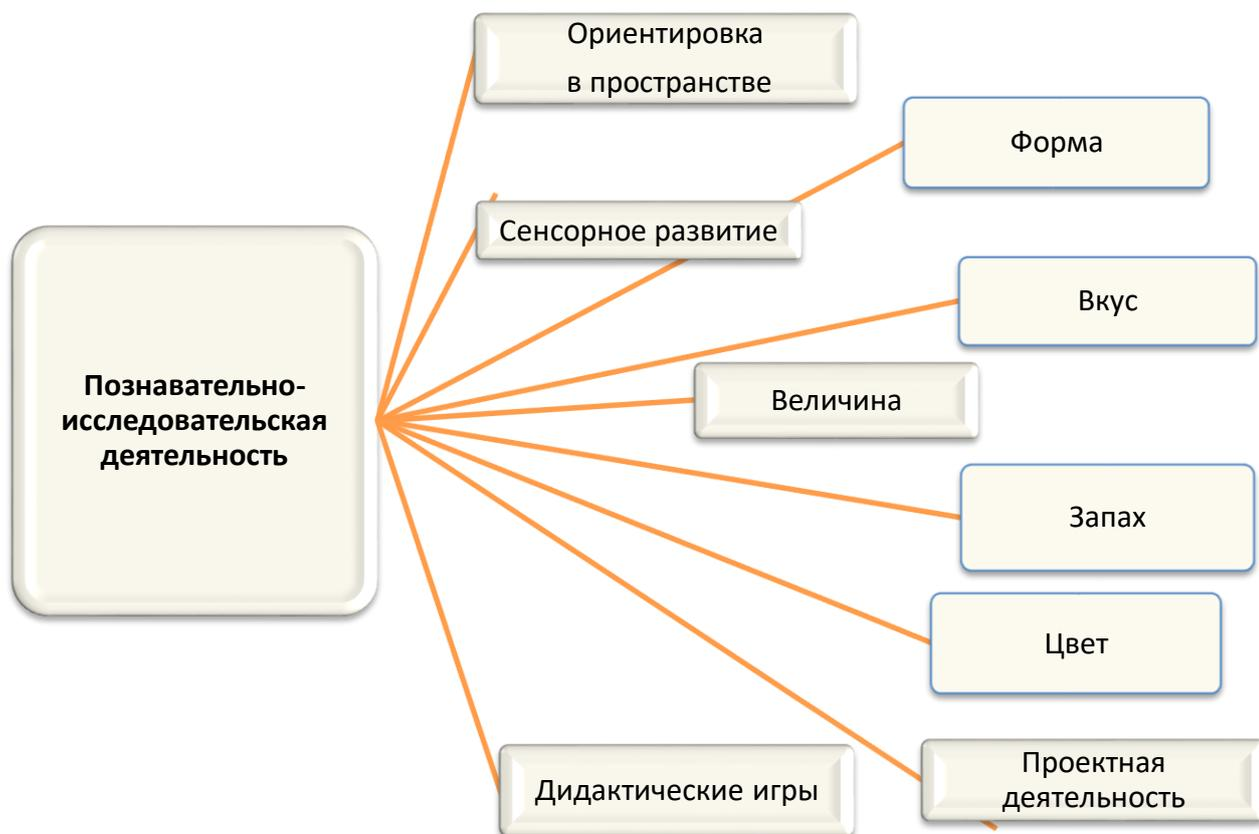 Ориентировка
в пространстве
Форма
Сенсорное развитие
Вкус
Познавательно-
исследовательская
деятельность
Величина
Запах
Цвет
Дидактические игры
Проектная
деятельность